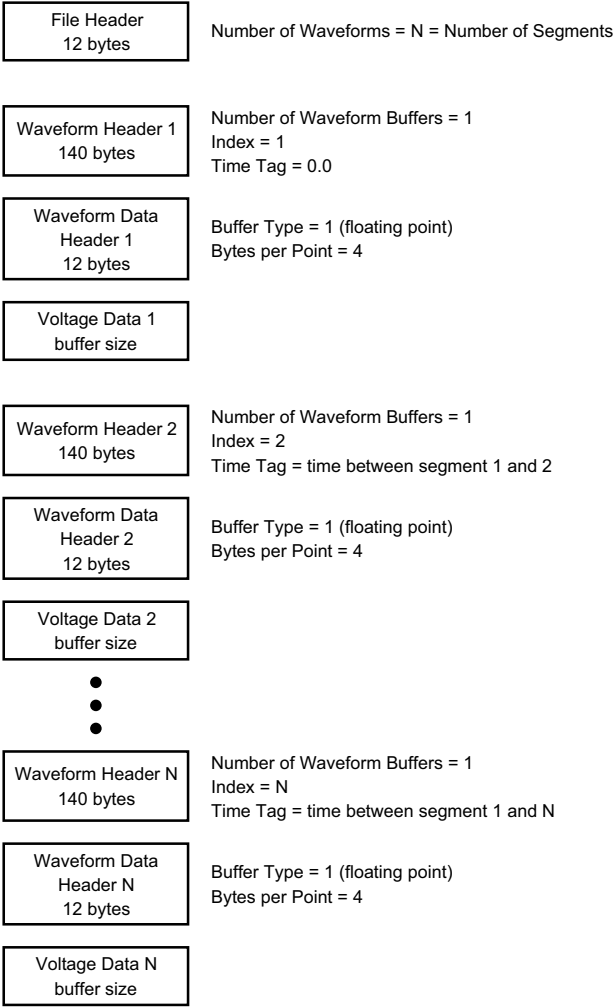 File Header
12 bytes
Number of Waveforms = N = Number of Segments
Waveform Header 1
140 bytes
Number of Waveform Buffers = 1
Index = 1
Time Tag = 0.0
Waveform Data
Header 1
12 bytes
Buffer Type = 1 (floating point)
Bytes per Point = 4
Voltage Data 1
buffer size
Waveform Header 2
140 bytes
Number of Waveform Buffers = 1
Index = 2
Time Tag = time between segment 1 and 2
Waveform Data
Header 2
12 bytes
Buffer Type = 1 (floating point)
Bytes per Point = 4
Voltage Data 2
buffer size
Waveform Header N
140 bytes
Number of Waveform Buffers = 1
Index = N
Time Tag = time between segment 1 and N
Waveform Data
Header N
12 bytes
Buffer Type = 1 (floating point)
Bytes per Point = 4
Voltage Data N
buffer size